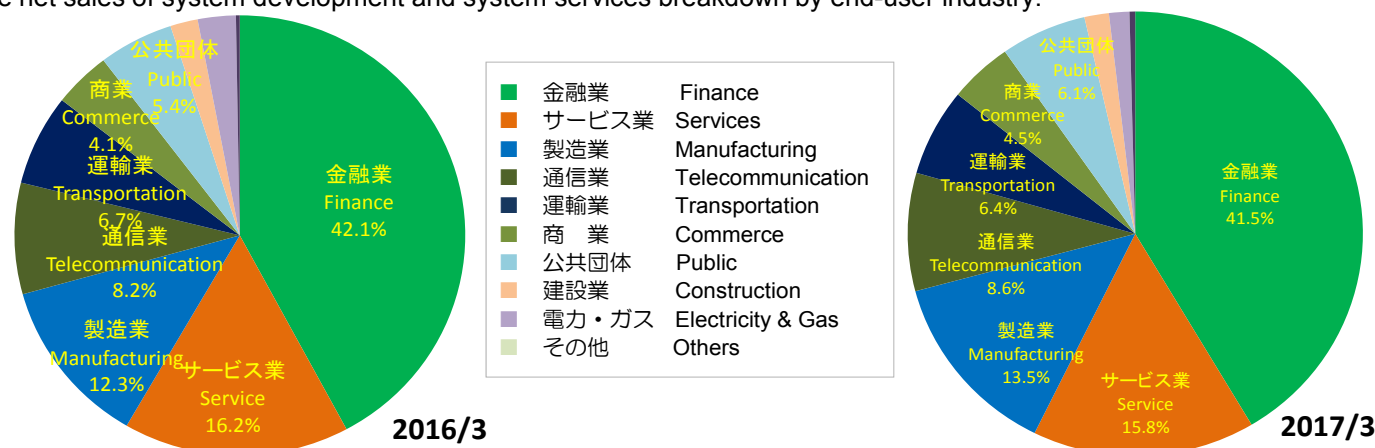 e net sales of system development and system services breakdown by end-user industry.
公共団体
Public
5.4%
商業
Commerce
4.1%
運輸業
Transportation
6.7%
通信業
Telecommunication
8.2%
製造業
Manufacturing
12.3%
サービス業
Service
16.2%
金融業
Finance
42.1%
2016/3
金融業 Finance
サービス業 Services
製造業 Manufacturing
通信業 Telecommunication
運輸業 Transportation
商 業 Commerce
公共団体 Public
建設業 Construction
電力・ガス Electricity & Gas
その他 Others
公共団体
Public
6.1%
商業
Commerce
4.5%
運輸業
Transportation
6.4%
通信業
Telecommunication
8.6%
製造業
Manufacturing
13.5%
サービス業
Service
15.8%
金融業
Finance
41.5%
2017/3